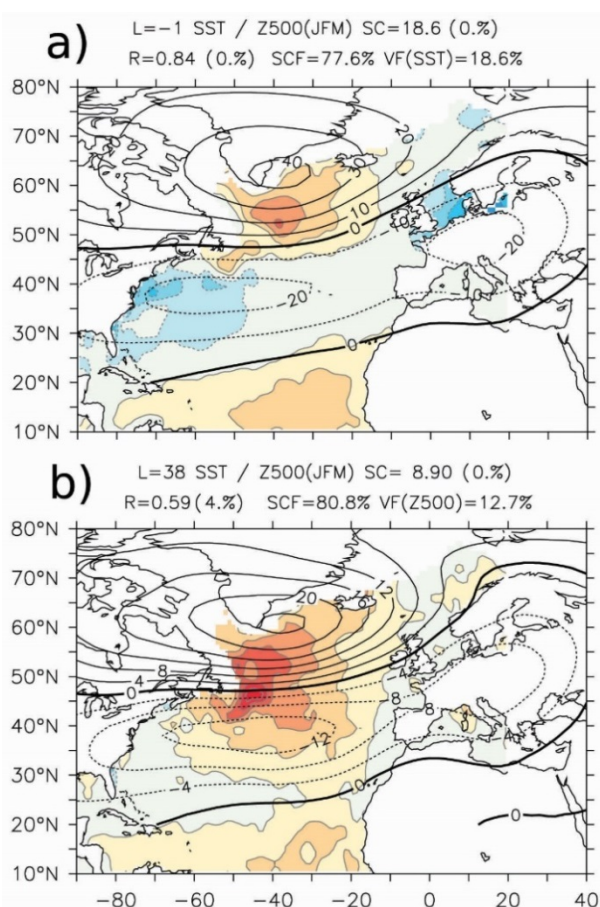 a)
L=−1 SST / Z500(JFM) SC=18.6 (0.%)
R=0.84 (0.%) SCF=77.6% VF(SST)=18.6%
80°N
70°N
60°N
50°N
40°N
30°N
20°N
10°N
20
40
30
10
0
−20
−20
0
b)
L=38 SST / Z500(JFM) SC= 8.90 (0.%)
R=0.59(4.%) SCF=80.8% VF(Z500)=12.7%
80°N
70°N
60°N
50°N
40°N
30°N
20°N
10°N
20
12
0
4
8
4
8
8
−12
−4
0
0
−80 −60 −40 −20 0 20 40